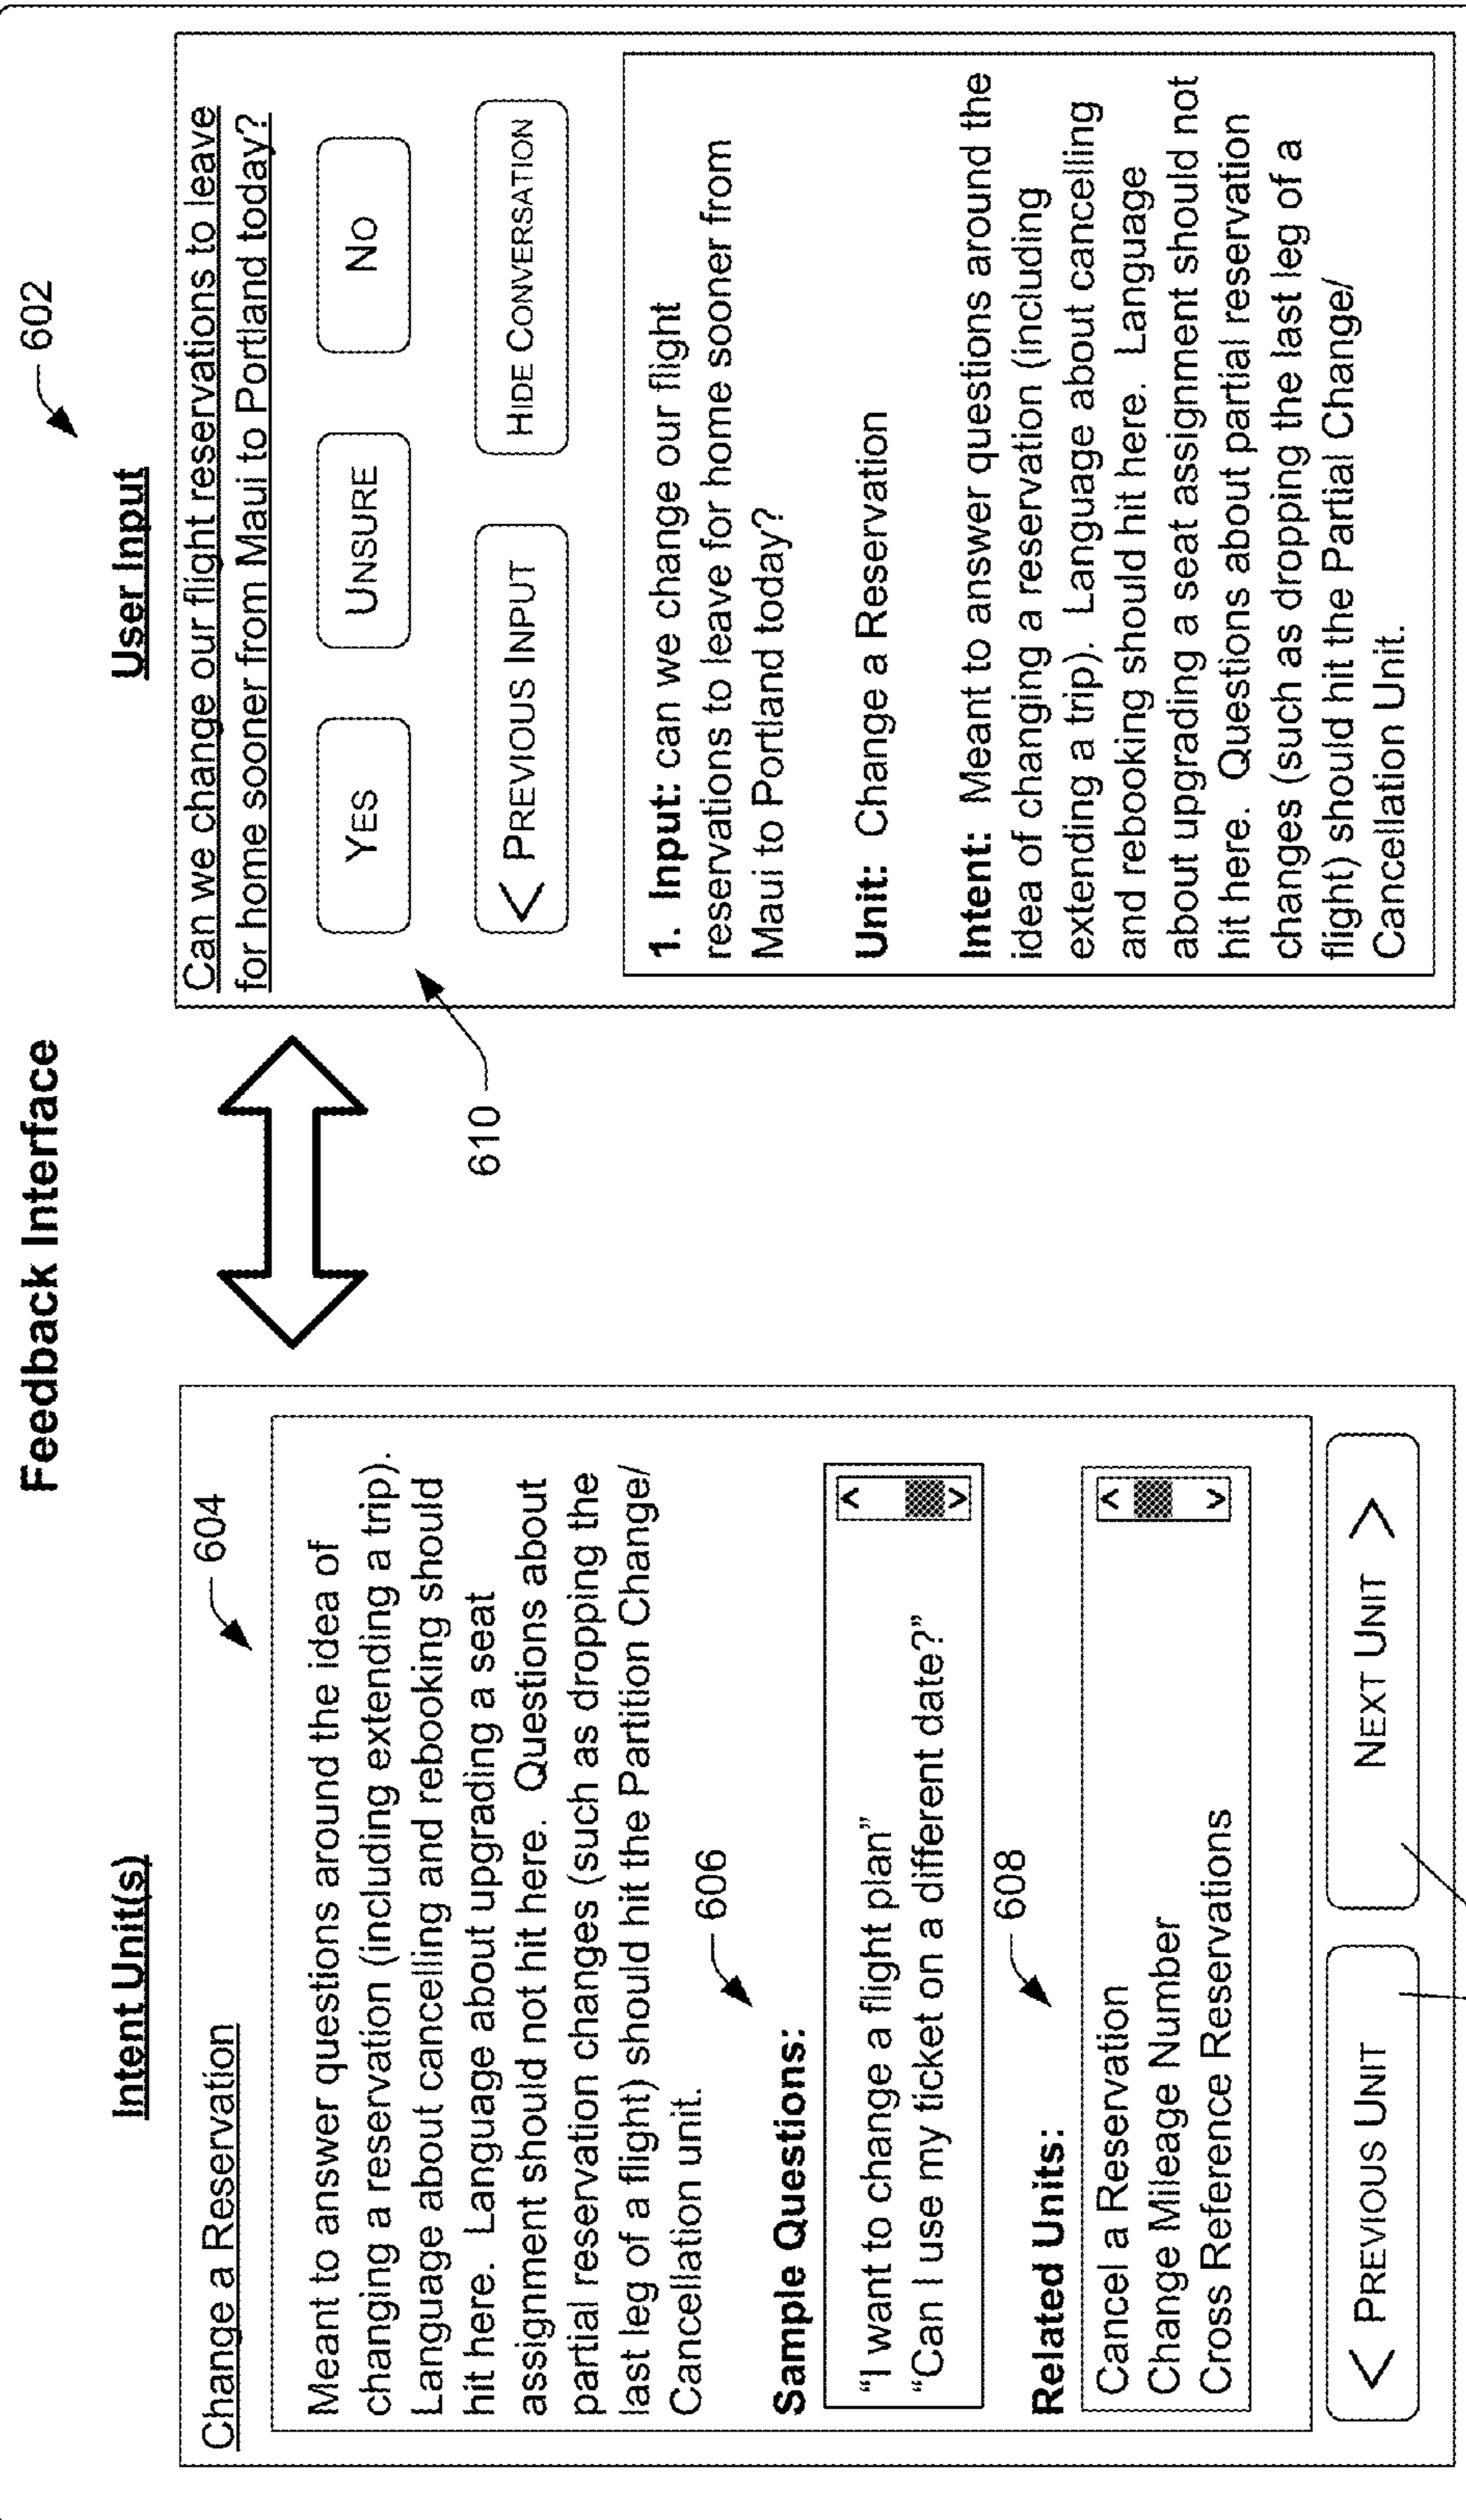 Feedback Interface
602
Intent Unit(s)
Change a Reservation
604
Meant to answer questions around the idea of
changing a reservation (including extending a trip).
Language about cancelling and rebooking should
hit here.  Language about upgrading a seat
assignment should not hit here.  Questions about
partial reservation changes (such as dropping the
last leg of a flight) should hit the Partition Change/
Cancellation unit.
606
Sample Questions:
“I want to change a flight plan”
“Can I use my ticket on a different date?”
608
Related Units:
Cancel a Reservation
Change Mileage Number
Cross Reference Reservations
< PREVIOUS UNIT
NEXT UNIT >
User Input
Can we change our flight reservations to leave
for home sooner from Maui to Portland today?
YES
UNSURE
NO
610
< PREVIOUS INPUT
HIDE CONVERSATION
1. Input: can we change our flight
reservations to leave for home sooner from
Maui to Portland today?
Unit: Change a Reservation
Intent: Meant to answer questions around the
idea of changing a reservation (including
extending a trip).  Language about cancelling
and rebooking should hit here.  Language
about upgrading a seat assignment should not
hit here.  Questions about partial reservation
changes (such as dropping the last leg of a
flight) should hit the Partial Change/
Cancellation Unit.